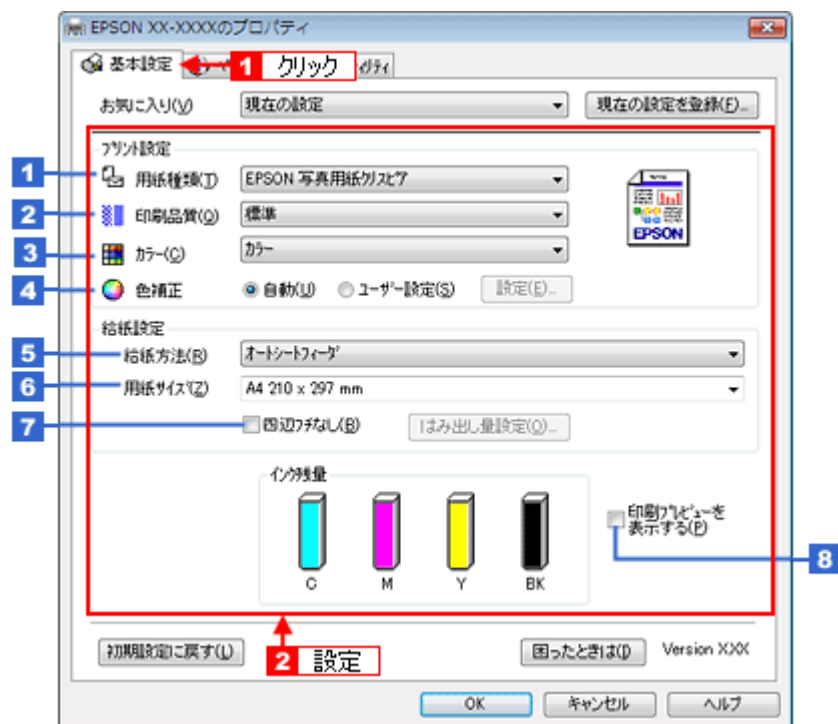 EPSON XX-XXXXのプロパティ
基本設定
1 クリック
お気に入り(V) 現在の設定 現在の設定を登録(F)...
プリント設定
1 用紙種類(T) EPSON 写真用紙クリスピア
2 印刷品質(Q) 標準
EPSON
3 カラー(C) カラー
4 色補正 自動(U) ユーザー設定(S) 設定(E)...
給紙設定
5 給紙方法(R) オートシートフィーダ
6 用紙サイズ(Z) A4 210 x 297 mm
7 四辺フチなし(B) はみ出し量設定(O)...
インク残量
C M Y BK
印刷プレビューを
表示する(P)
8
2 設定
初期設定に戻す(L) 困ったときは(I) Version XXX
OK キャンセル ヘルプ